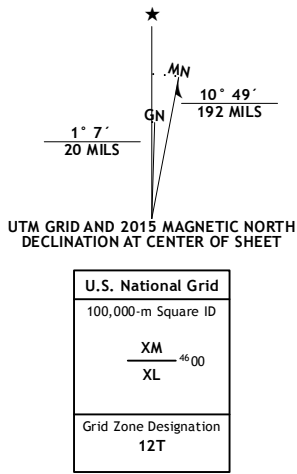 ★
MN
GN
10° 49´
192 MILS
1° 7´
20 MILS
UTM GRID AND 2015 MAGNETIC NORTH
DECLINATION AT CENTER OF SHEET
U.S. National Grid
100,000-m Square ID
XM
4600
XL
Grid Zone Designation
12T